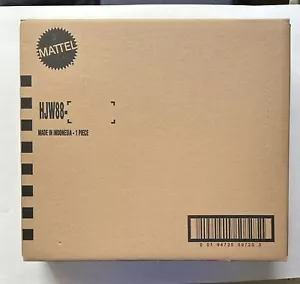 MATTEL
HJW88-
MADE IN INDONESIA - 1 PIECE